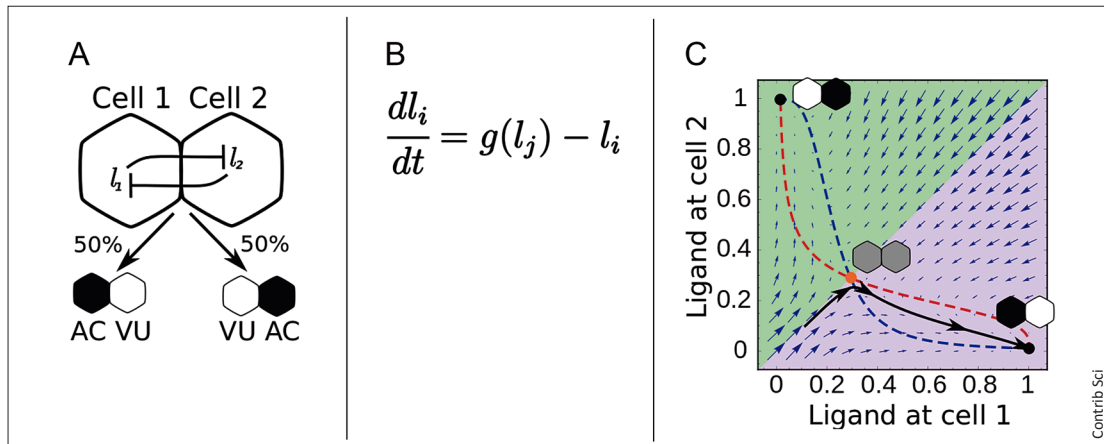 A
Cell 1 Cell 2
l₁ l₂
50% 50%
AC VU VU AC
B
dlᵢ/dt = g(lⱼ) − lᵢ
C
Ligand at cell 2
1
0.8
0.6
0.4
0.2
0
0 0.2 0.4 0.6 0.8 1
Ligand at cell 1
Contrib Sci